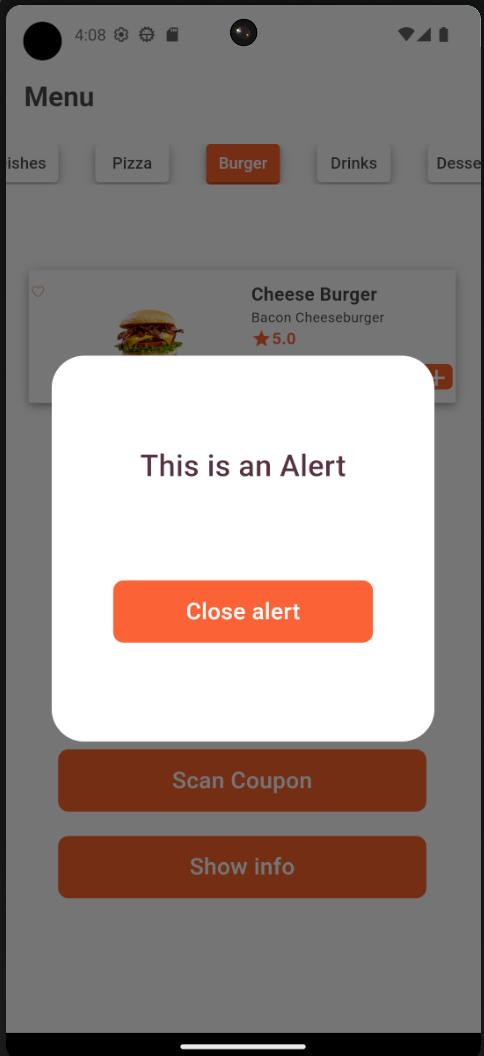 4:08
Menu
ishes Pizza Burger Drinks Desse
Cheese Burger
Bacon Cheeseburger
5.0
+
This is an Alert
Close alert
Scan Coupon
Show info